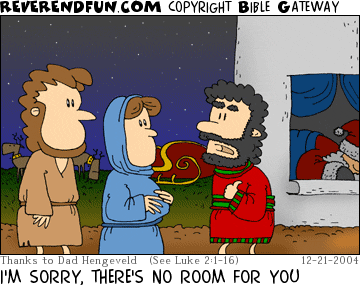 REVERENDFUN.COM COPYRIGHT BIBLE GATEWAY
Thanks to Dad Hengeveld (See Luke 2:1-16) 12-21-2004
I'M SORRY, THERE'S NO ROOM FOR YOU